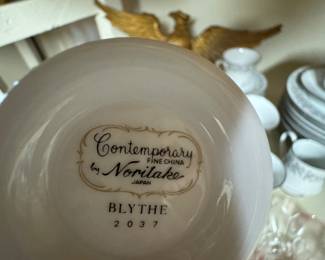 Contemporary
FINE CHINA
by Noritake
JAPAN
BLYTHE
2037